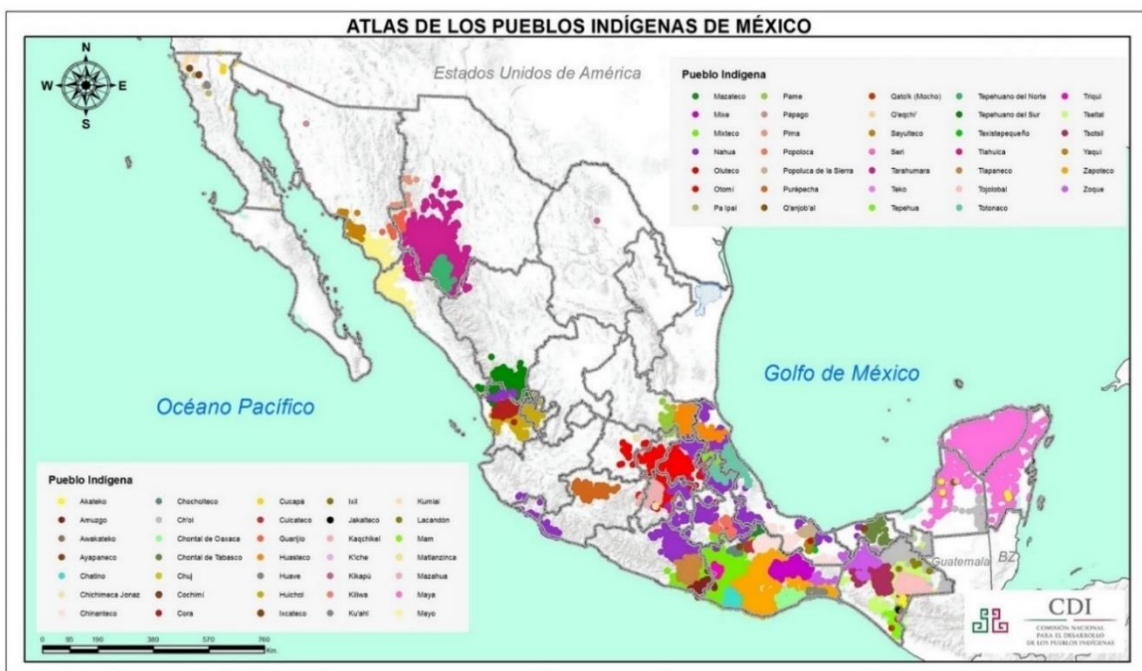 ATLAS DE LOS PUEBLOS INDÍGENAS DE MÉXICO
N
W E
S
Estados Unidos de América
Pueblo Indígena
Mazateco
Mixe
Mixteco
Nahua
Oluteco
Otomí
Pa Ipai
Pame
Pápago
Pima
Popoloca
Popoluca de la Sierra
Purépecha
Q'anjob'al
Qato'k (Mocho)
Q'eqchí'
Sayulteco
Seri
Tarahumara
Teko
Tepehua
Tepehuano del Norte
Tepehuano del Sur
Texistepequeño
Tlahuica
Tlapaneco
Tojolobal
Totonaco
Triqui
Tseltal
Tsotsil
Yaqui
Zapoteco
Zoque
Golfo de México
Océano Pacífico
Pueblo Indígena
Akateko
Amuzgo
Awakateko
Ayapaneco
Chatino
Chichimeca Jonaz
Chinanteco
Chocholteco
Ch'ol
Chontal de Oaxaca
Chontal de Tabasco
Chuj
Cochimí
Cora
Cucapá
Cuicateco
Guarijío
Huasteco
Huave
Huichol
Ixcateco
Ixil
Jakalteco
Kaqchikel
K'iche
Kikapú
Kiliwa
Ku'ahl
Kumiai
Lacandón
Mam
Matlanzinca
Mazahua
Maya
Mayo
Guatemala
BZ
0 95 190 380 570 760
Km.
CDI
COMISIÓN NACIONAL
PARA EL DESARROLLO
DE LOS PUEBLOS INDÍGENAS